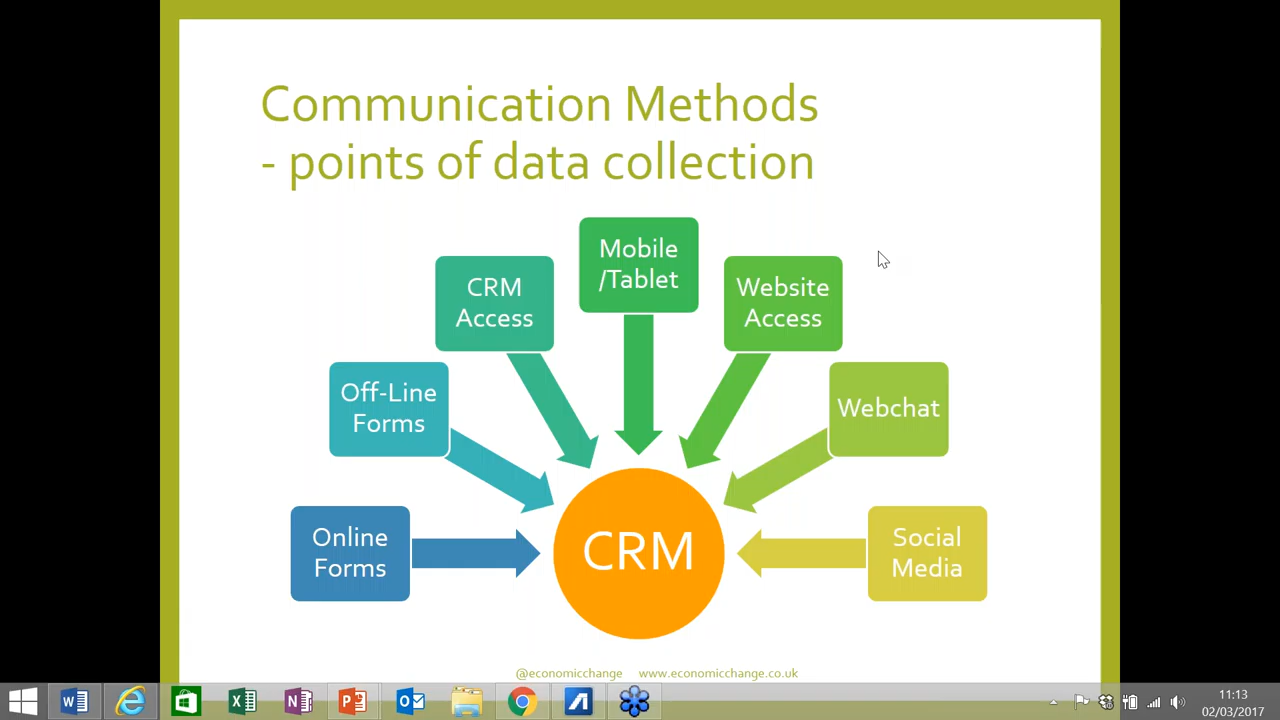 Communication Methods
- points of data collection
Mobile
/Tablet
CRM
Access
Website
Access
Off-Line
Forms
Webchat
Online
Forms
CRM
Social
Media
@economicchange www.economicchange.co.uk
11:13
02/03/2017